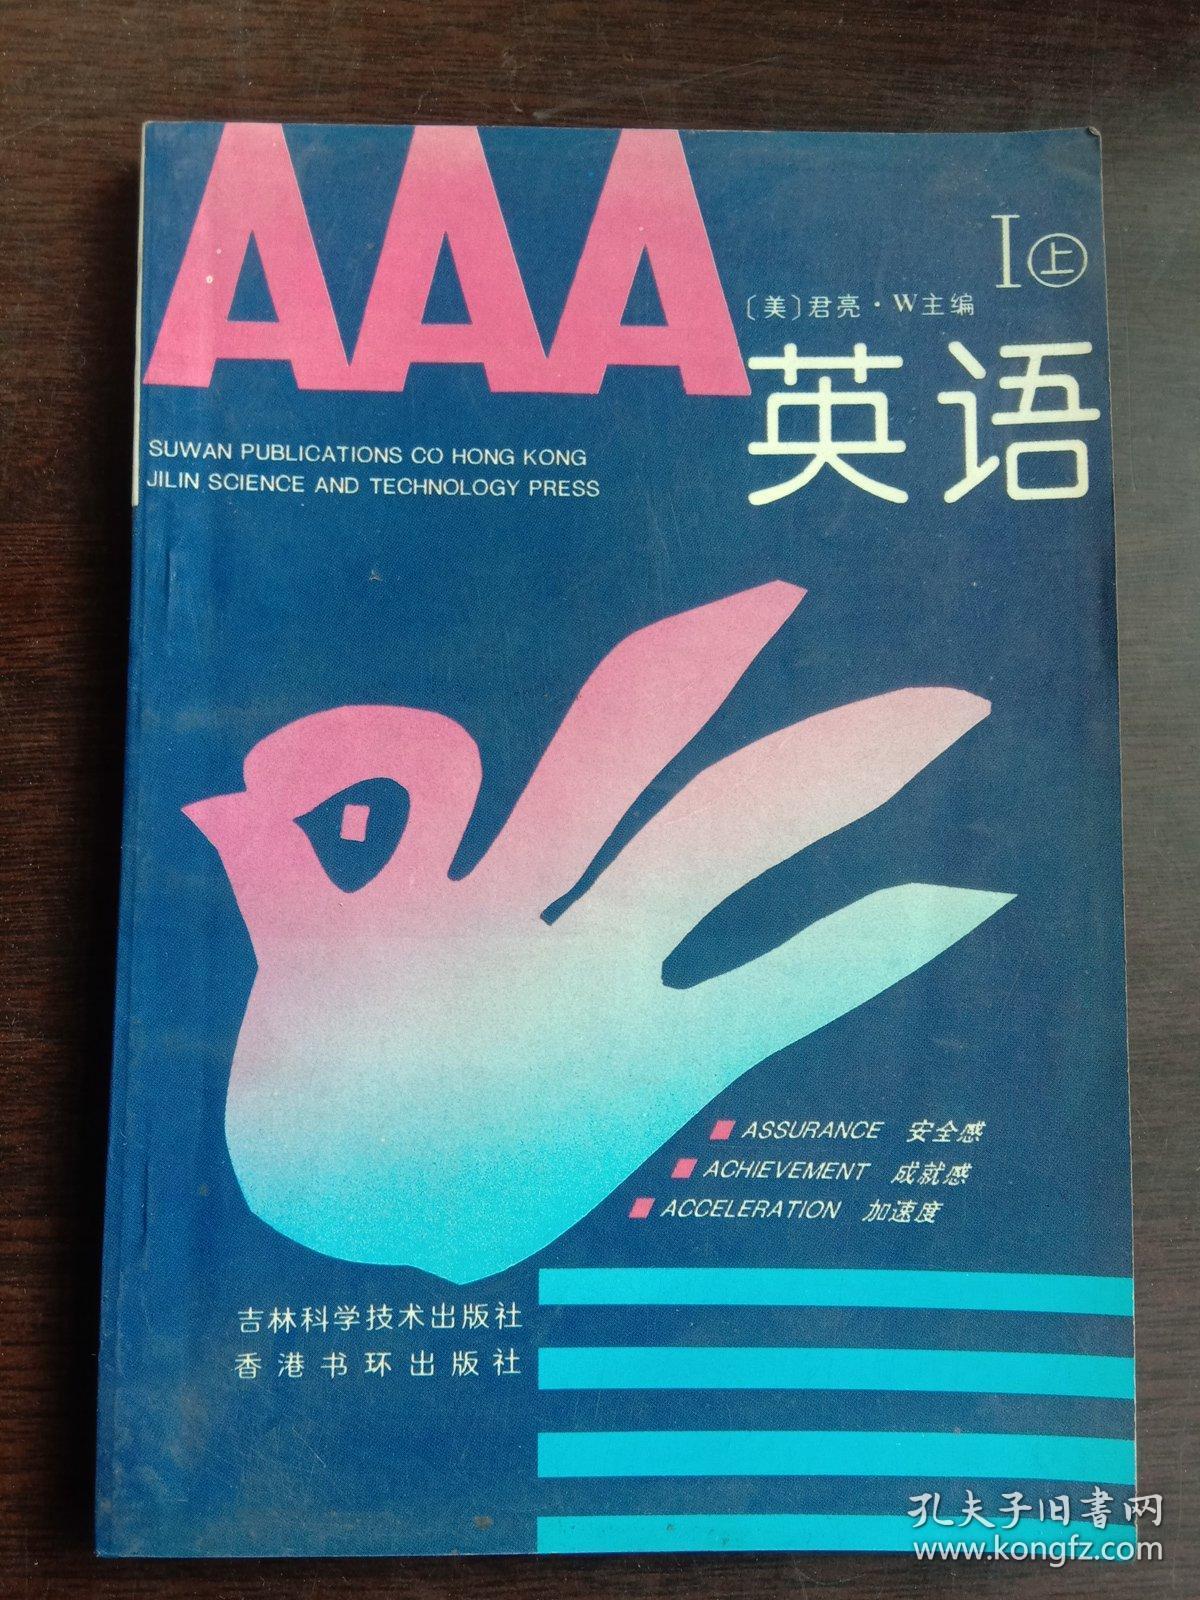 AAA
I㊤
〔美〕君亮·W主编
英语
SUWAN PUBLICATIONS CO HONG KONG
JILIN SCIENCE AND TECHNOLOGY PRESS
ASSURANCE 安全感
ACHIEVEMENT 成就感
ACCELERATION 加速度
吉林科学技术出版社
香港书环出版社
孔夫子旧书网
www.kongfz.com